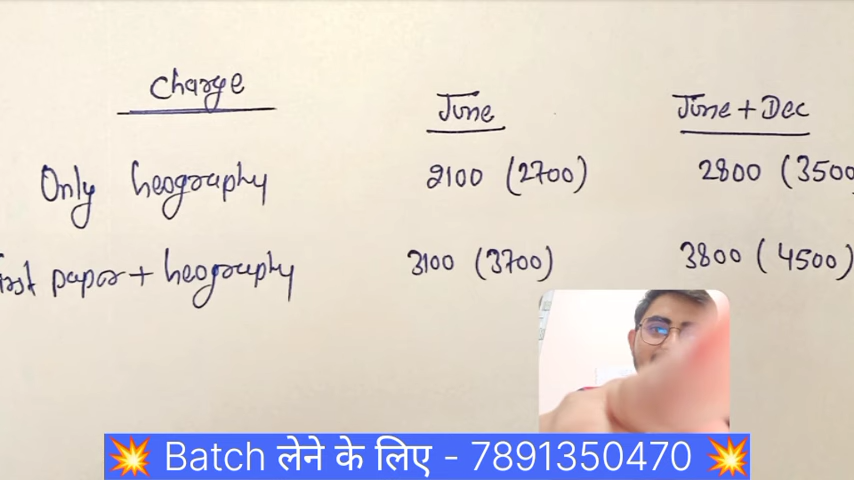 Charge June June + Dec
Only Geography 2100 (2700) 2800 (3500
First paper + Geography 3100 (3700) 3800 (4500)
💥 Batch लेने के लिए - 7891350470 💥